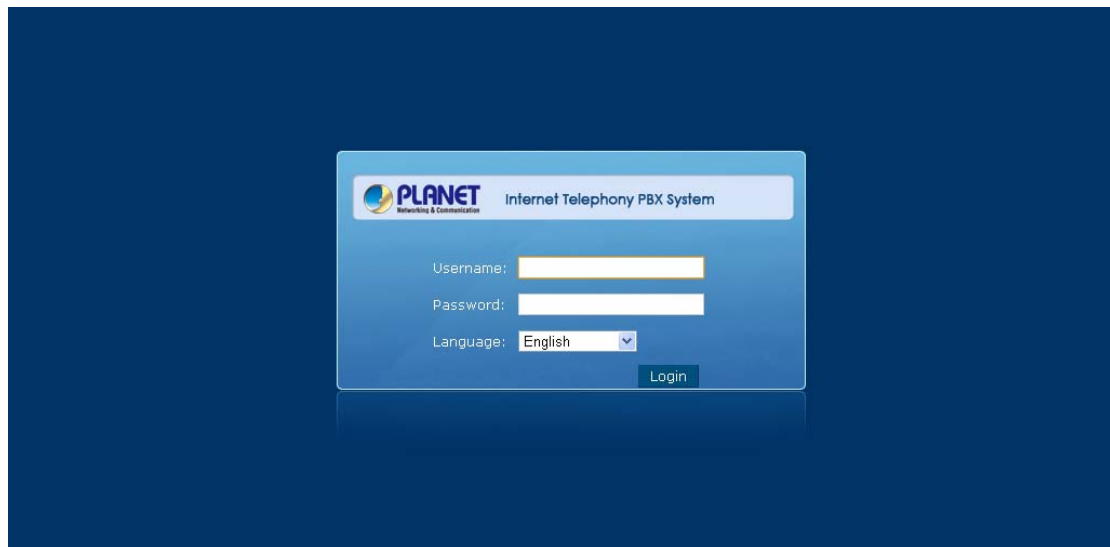 PLANET
Networking & Communication
Internet Telephony PBX System
Username:
Password:
Language: English
Login